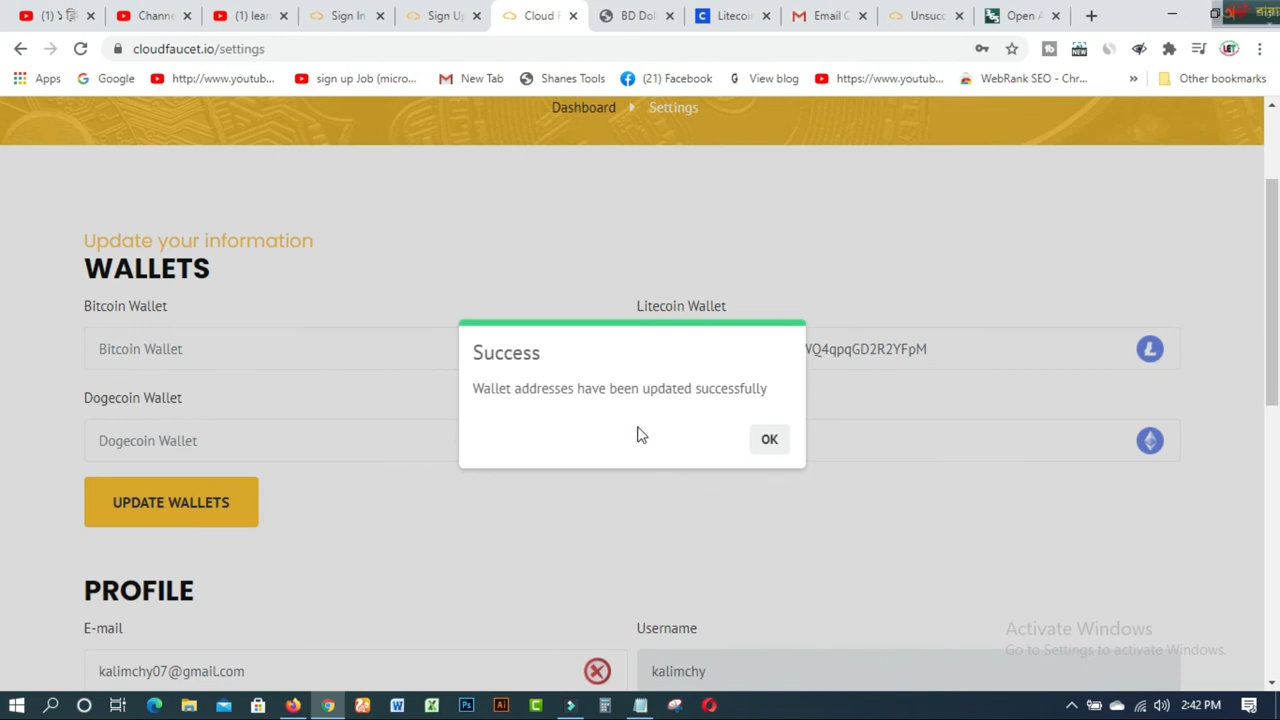 Channe
(1) lear
Sign In
Sign Up
Cloud F
BD Dol
Litecoin
Email
Unsucc
Open A
cloudfaucet.io/settings
Apps
Google
http://www.youtub...
sign up Job (micro...
New Tab
Shanes Tools
(21) Facebook
View blog
https://www.youtub...
WebRank SEO - Chr...
»
Other bookmarks
Dashboard
Settings
Update your information
WALLETS
Bitcoin Wallet
Litecoin Wallet
Bitcoin Wallet
WQ4qpqGD2R2YFpM
Success
Wallet addresses have been updated successfully
OK
Dogecoin Wallet
Dogecoin Wallet
UPDATE WALLETS
PROFILE
E-mail
Username
kalimchy07@gmail.com
kalimchy
Activate Windows
Go to Settings to activate Windows.
2:42 PM